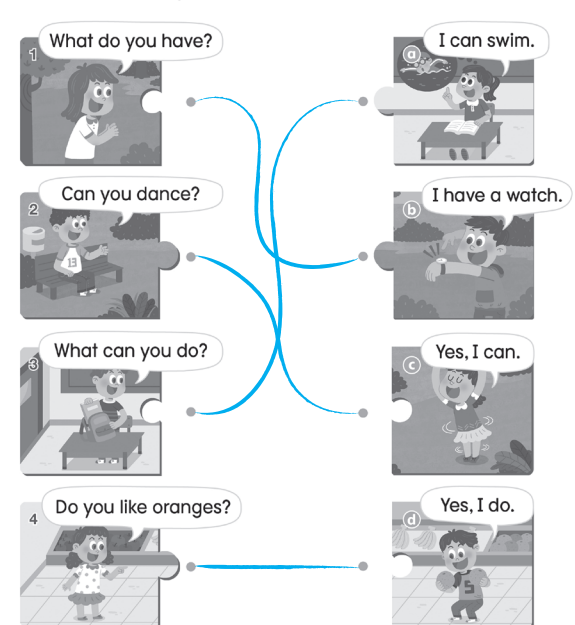 1
What do you have?
a
I can swim.
2
Can you dance?
13
b
I have a watch.
3
What can you do?
c
Yes, I can.
4
Do you like oranges?
d
Yes, I do.
5